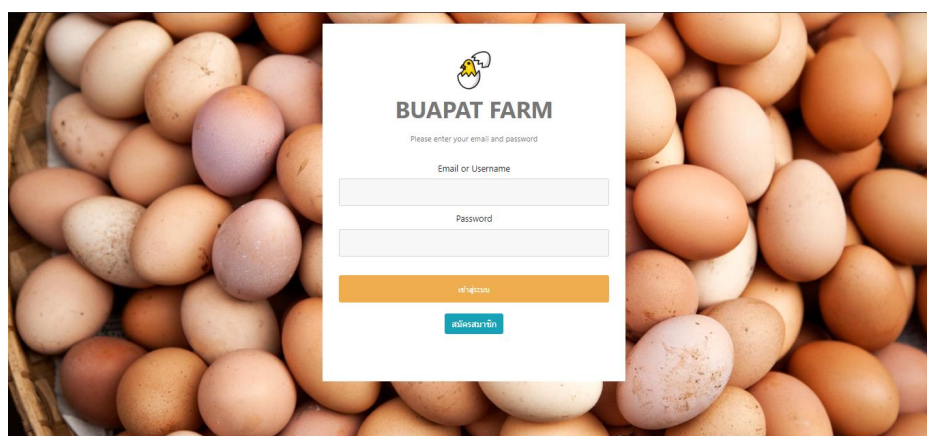 BUAPAT FARM
Please enter your email and password
Email or Username
Password
เข้าสู่ระบบ
สมัครสมาชิก